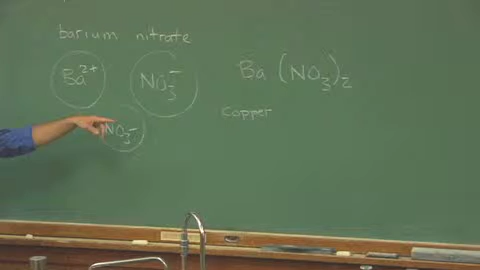 barium nitrate
Ba²⁺ NO₃⁻ Ba(NO₃)₂
copper
NO₃⁻